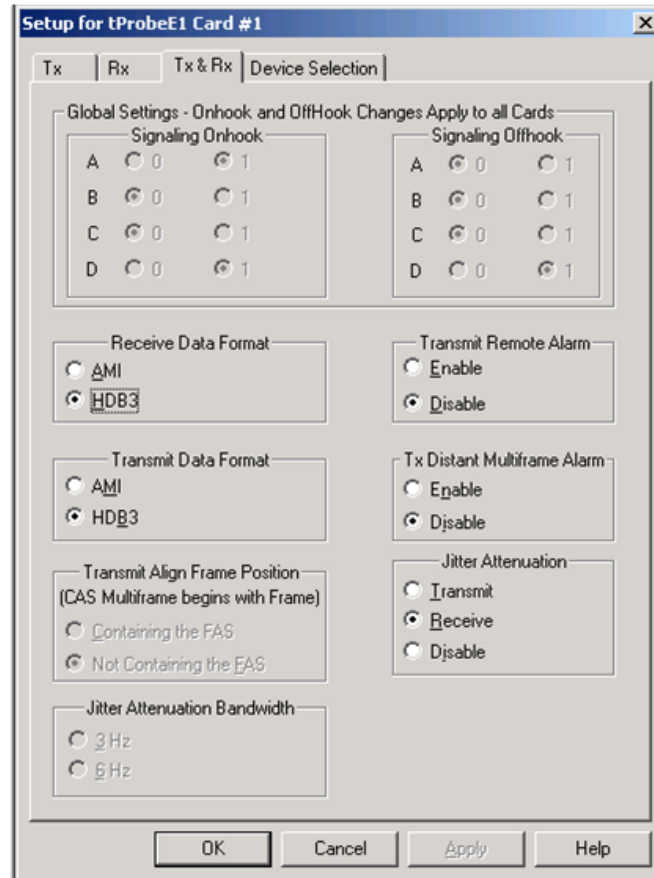 Setup for tProbeE1 Card #1
Tx Rx Tx & Rx Device Selection
Global Settings - Onhook and OffHook Changes Apply to all Cards
Signaling Onhook
A 0 1
B 0 1
C 0 1
D 0 1
Signaling Offhook
A 0 1
B 0 1
C 0 1
D 0 1
Receive Data Format
AMI
HDB3
Transmit Remote Alarm
Enable
Disable
Transmit Data Format
AMI
HDB3
Tx Distant Multiframe Alarm
Enable
Disable
Transmit Align Frame Position
(CAS Multiframe begins with Frame)
Containing the FAS
Not Containing the FAS
Jitter Attenuation
Transmit
Receive
Disable
Jitter Attenuation Bandwidth
3 Hz
6 Hz
OK Cancel Apply Help